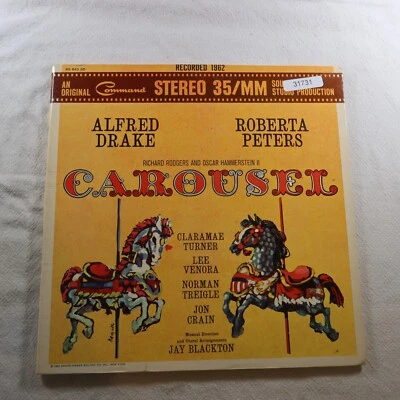 RECORDED 1962
AN ORIGINAL Command STEREO 35/MM
STUDIO PRODUCTION
31731
ALFRED DRAKE
ROBERTA PETERS
RICHARD RODGERS AND OSCAR HAMMERSTEIN II
CAROUSEL
CLARAMAE
TURNER
LEE
VENORA
NORMAN
TREIGLE
JON
CRAIN
Musical Direction
and Choral Arrangements
JAY BLACKTON